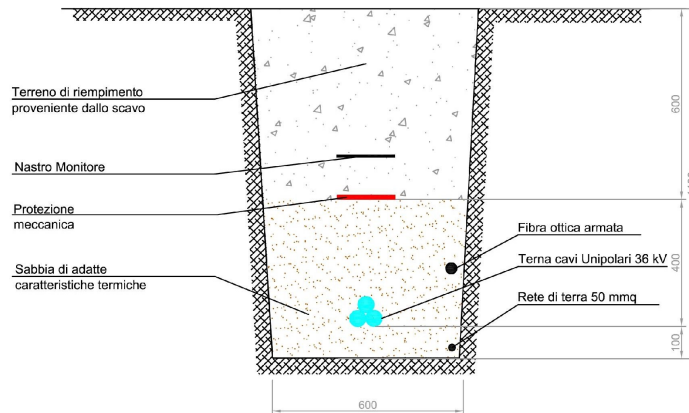 Terreno di riempimento
proveniente dallo scavo
Nastro Monitore
Protezione
meccanica
Sabbia di adatte
caratteristiche termiche
Fibra ottica armata
Terna cavi Unipolari 36 kV
Rete di terra 50 mmq
600
400
100
600